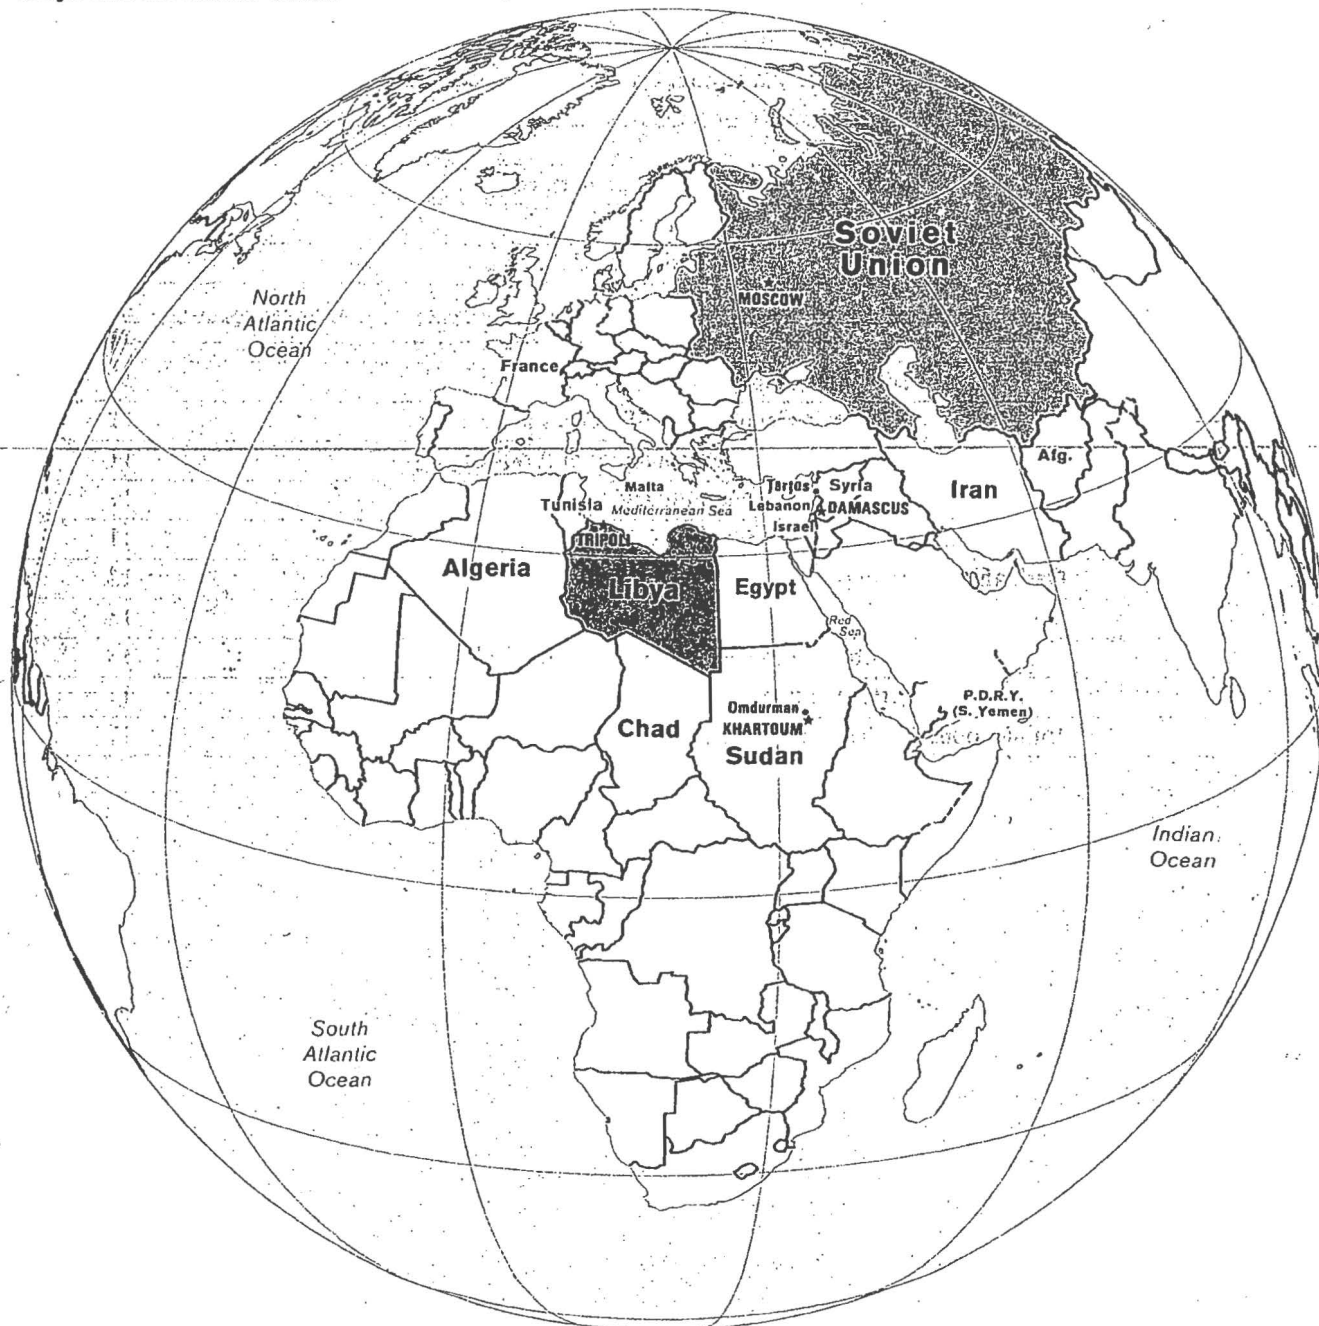 Soviet
Union
MOSCOW
North
Atlantic
Ocean
France
Afg.
Malta
Tartus
Syria
Iran
Tunisia
Mediterranean Sea
Lebanon
DAMASCUS
Israel
TRIPOLI
Algeria
Libya
Egypt
Red
Sea
P.D.R.Y.
(S. Yemen)
Omdurman
KHARTOUM
Chad
Sudan
Indian
Ocean
South
Atlantic
Ocean